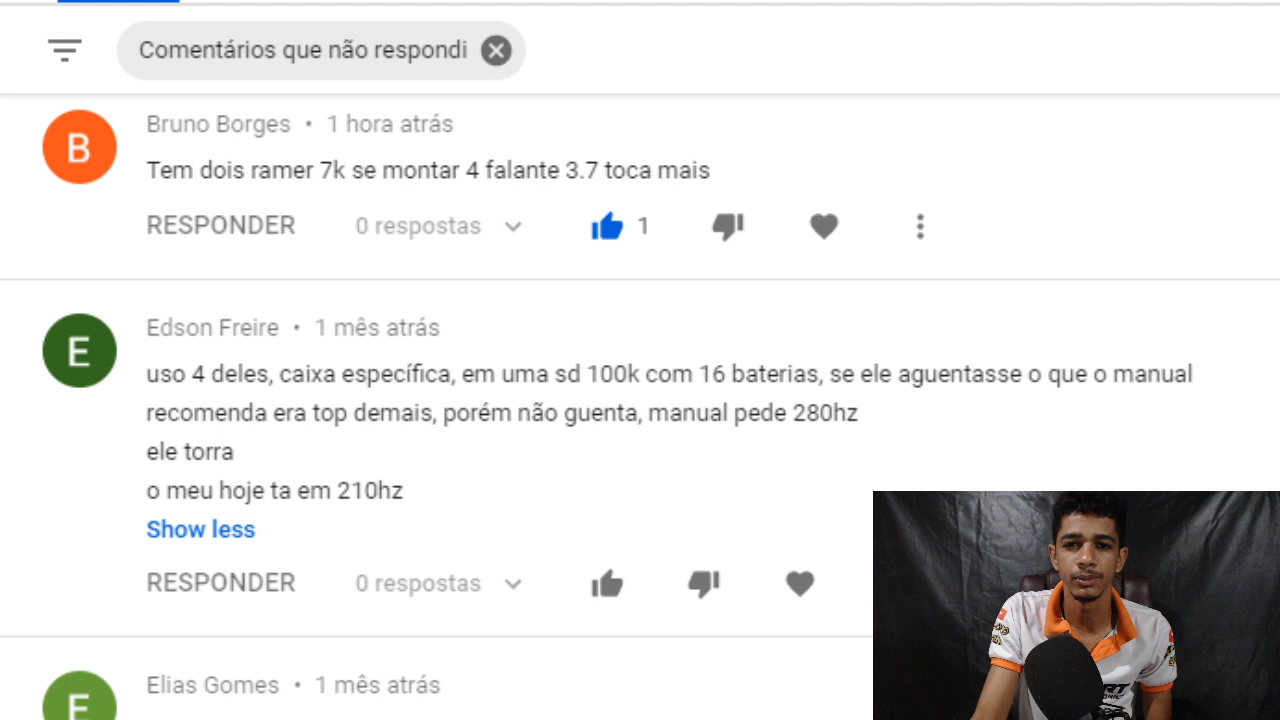 Comentários que não respondi
B
Bruno Borges • 1 hora atrás
Tem dois ramer 7k se montar 4 falante 3.7 toca mais
RESPONDER 0 respostas 1
E
Edson Freire • 1 mês atrás
uso 4 deles, caixa específica, em uma sd 100k com 16 baterias, se ele aguentasse o que o manual
recomenda era top demais, porém não guenta, manual pede 280hz
ele torra
o meu hoje ta em 210hz
Show less
RESPONDER 0 respostas
E
Elias Gomes • 1 mês atrás